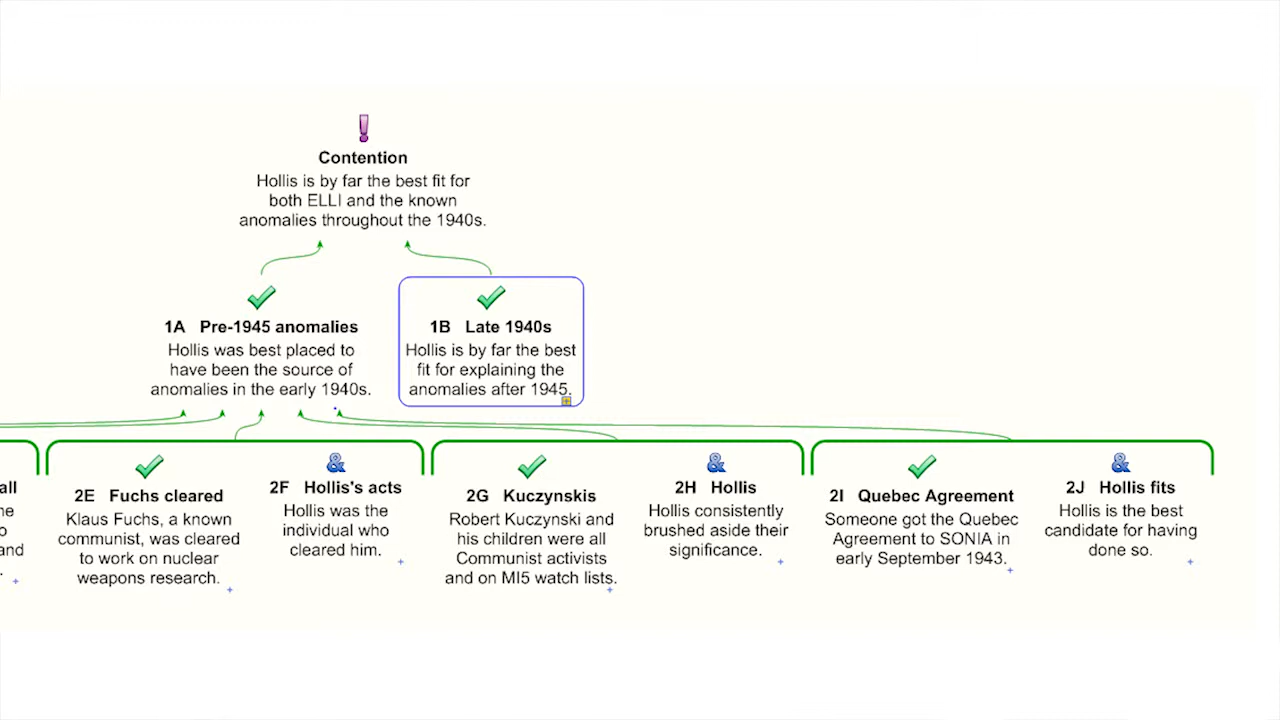 Contention
Hollis is by far the best fit for
both ELLI and the known
anomalies throughout the 1940s.
1A Pre-1945 anomalies
Hollis was best placed to
have been the source of
anomalies in the early 1940s.
1B Late 1940s
Hollis is by far the best
fit for explaining the
anomalies after 1945.
2E Fuchs cleared
Klaus Fuchs, a known
communist, was cleared
to work on nuclear
weapons research.
&
2F Hollis's acts
Hollis was the
individual who
cleared him.
2G Kuczynskis
Robert Kuczynski and
his children were all
Communist activists
and on MI5 watch lists.
&
2H Hollis
Hollis consistently
brushed aside their
significance.
2I Quebec Agreement
Someone got the Quebec
Agreement to SONIA in
early September 1943.
&
2J Hollis fits
Hollis is the best
candidate for having
done so.